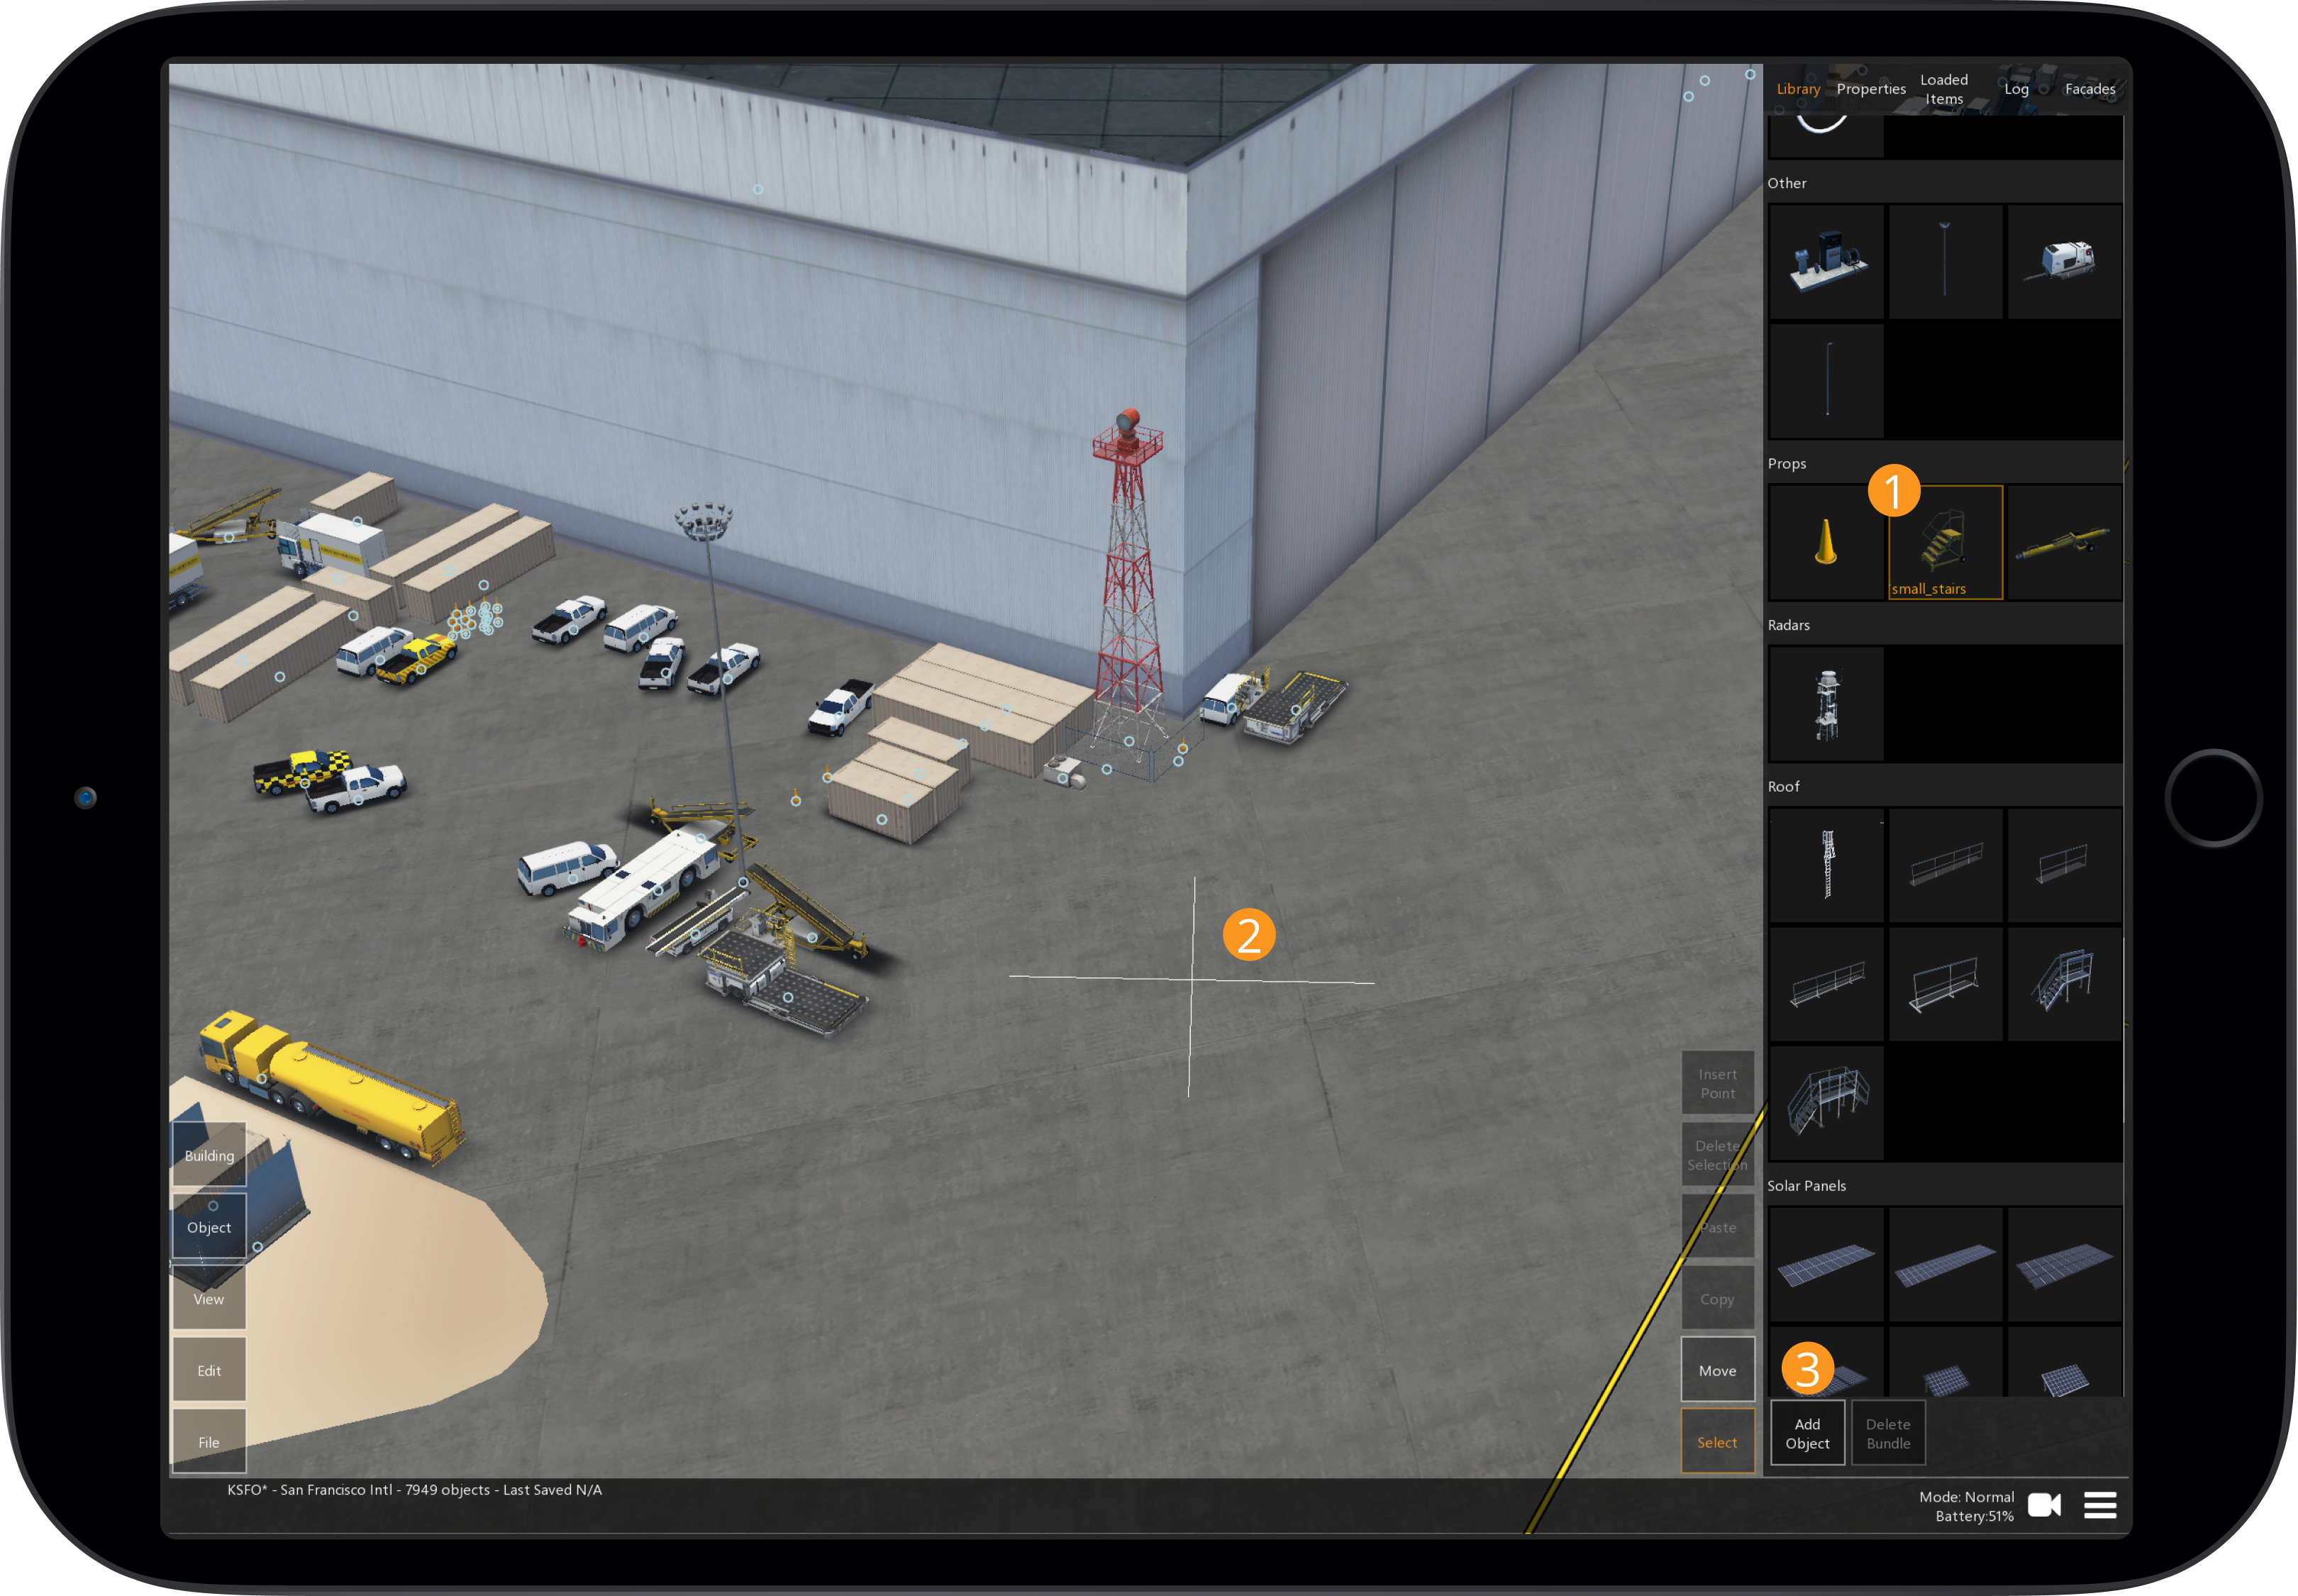 Library
Properties
Loaded
Items
Log
Facades
Other
Props
1
small_stairs
Radars
Roof
2
Solar Panels
3
Insert
Point
Delete
Selection
Paste
Copy
Move
Select
Building
Object
View
Edit
File
Add
Object
Delete
Bundle
KSFO* - San Francisco Intl - 7949 objects - Last Saved N/A
Mode: Normal
Battery:51%